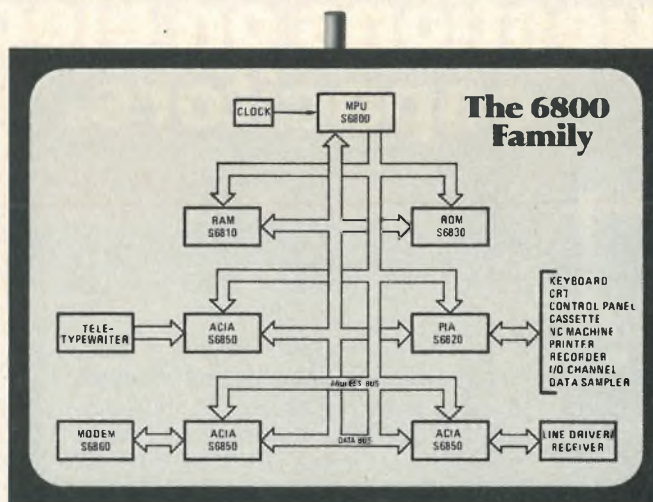 The 6800
Family
CLOCK
MPU
S6800
RAM
S6810
ROM
S6830
TELE-
TYPEWRITER
ACIA
S6850
PIA
S6820
KEYBOARD
CRT
CONTROL PANEL
CASSETTE
NC MACHINE
PRINTER
RECORDER
I/O CHANNEL
DATA SAMPLER
ADDRESS BUS
MODEM
S6860
ACIA
S6850
DATA BUS
ACIA
S6850
LINE DRIVER/
RECEIVER